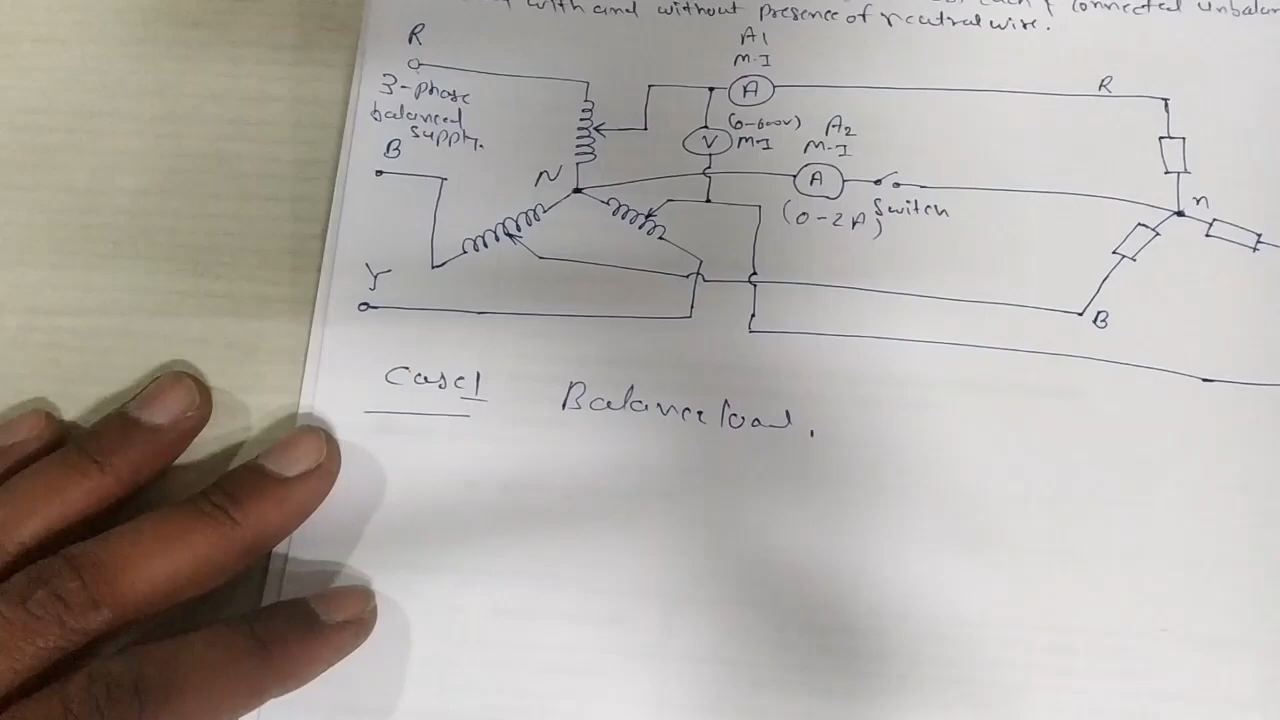 with and without presence of neutral wire.
connected
R
3-phase
balanced
supply.
B
Y
N
A1
M-I
A
R
(0-600V)
V
M-I
A2
M-I
A
(0-2A)
Switch
n
B
Case 1
Balance load.